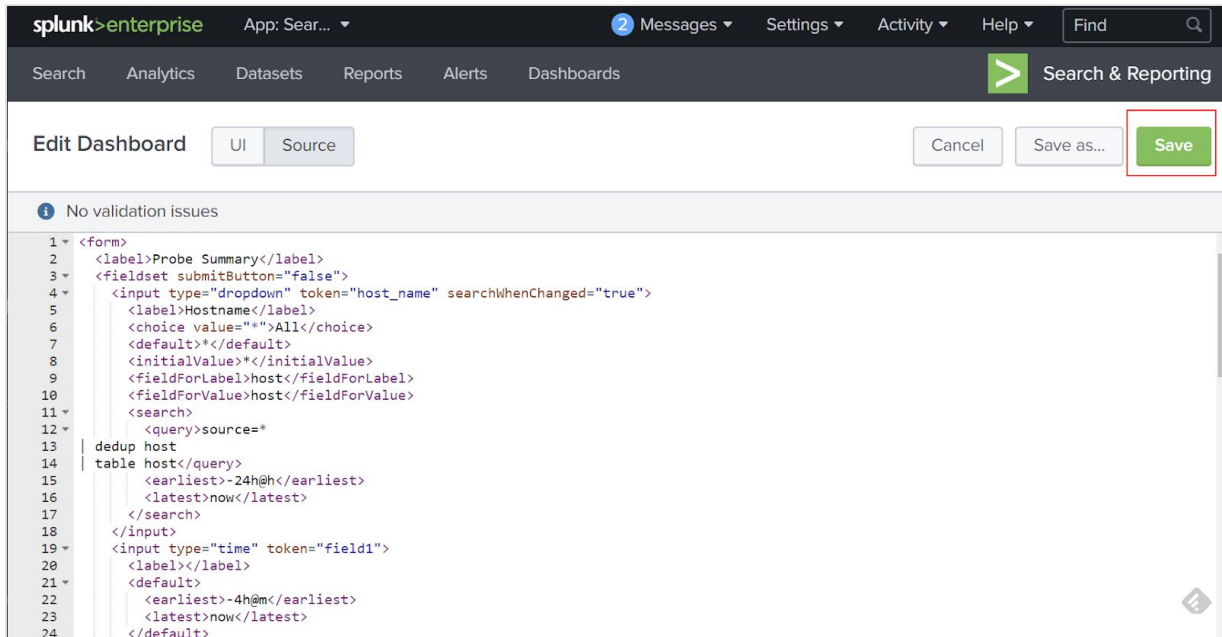 splunk>enterprise App: Sear... 2 Messages Settings Activity Help Find
Search Analytics Datasets Reports Alerts Dashboards Search & Reporting
Edit Dashboard UI Source Cancel Save as... Save
No validation issues
1 <form>
2 <label>Probe Summary</label>
3 <fieldset submitButton="false">
4 <input type="dropdown" token="host_name" searchWhenChanged="true">
5 <label>Hostname</label>
6 <choice value="*">All</choice>
7 <default>*</default>
8 <initialValue>*</initialValue>
9 <fieldForLabel>host</fieldForLabel>
10 <fieldForValue>host</fieldForValue>
11 <search>
12 <query>source=*
13 | dedup host
14 | table host</query>
15 <earliest>-24h@h</earliest>
16 <latest>now</latest>
17 </search>
18 </input>
19 <input type="time" token="field1">
20 <label></label>
21 <default>
22 <earliest>-4h@m</earliest>
23 <latest>now</latest>
24 </default>